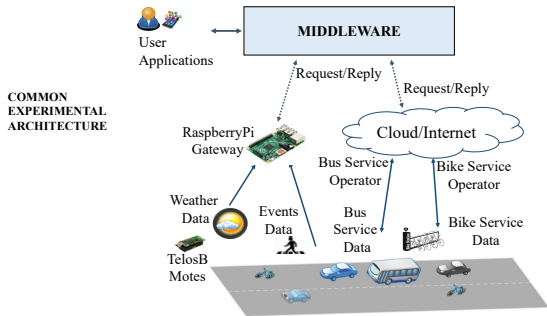 MIDDLEWARE
User
Applications
Request/Reply
Request/Reply
COMMON
EXPERIMENTAL
ARCHITECTURE
RaspberryPi
Gateway
Cloud/Internet
Bus Service
Operator
Bike Service
Operator
Weather
Data
Events
Data
Bus
Service
Data
Bike Service
Data
TelosB
Motes